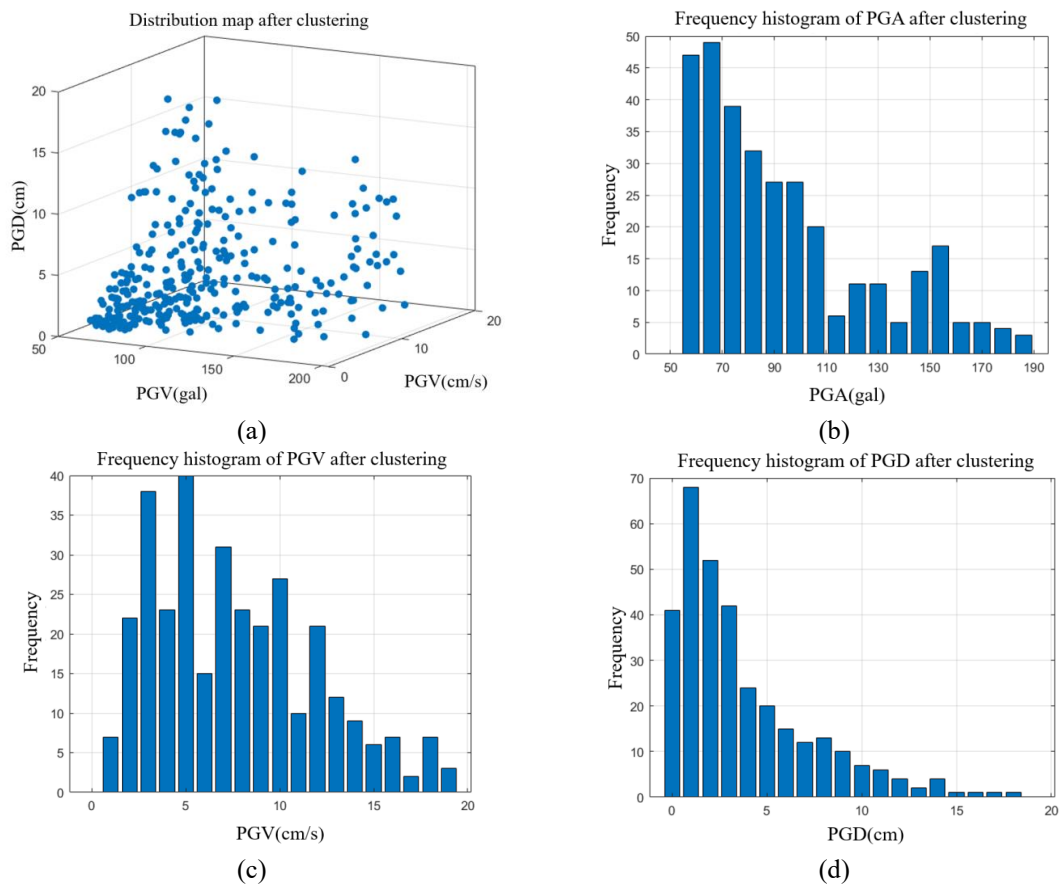 Distribution map after clustering
20
15
10
5
0
PGD(cm)
50
100
150
200
PGV(gal)
0
10
20
PGV(cm/s)
(a)
Frequency histogram of PGA after clustering
50
45
40
35
30
25
20
15
10
5
0
Frequency
50 70 90 110 130 150 170 190
PGA(gal)
(b)
Frequency histogram of PGV after clustering
40
35
30
25
20
15
10
5
0
Frequency
0 5 10 15 20
PGV(cm/s)
(c)
Frequency histogram of PGD after clustering
70
60
50
40
30
20
10
0
Frequency
0 5 10 15 20
PGD(cm)
(d)